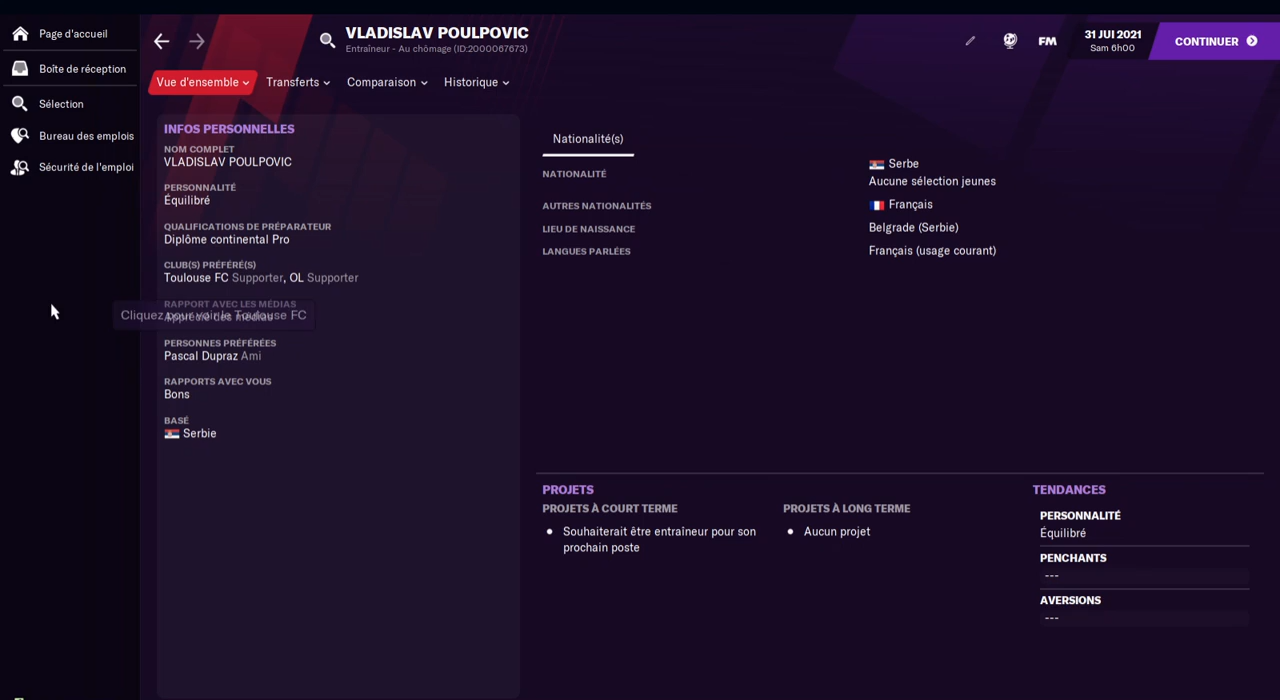 Page d'accueil
Boîte de réception
Sélection
Bureau des emplois
Sécurité de l'emploi
VLADISLAV POULPOVIC
Entraîneur - Au chômage (ID:2000067673)
FM
31 JUI 2021
Sam 6h00
CONTINUER
Vue d'ensemble
Transferts
Comparaison
Historique
INFOS PERSONNELLES
NOM COMPLET
VLADISLAV POULPOVIC
PERSONNALITÉ
Équilibré
QUALIFICATIONS DE PRÉPARATEUR
Diplôme continental Pro
CLUB(S) PRÉFÉRÉ(S)
Toulouse FC Supporter, OL Supporter
RAPPORT AVEC LES MÉDIAS
Apprécié des médias
Cliquez pour voir le Toulouse FC
PERSONNES PRÉFÉRÉES
Pascal Dupraz Ami
RAPPORTS AVEC VOUS
Bons
BASÉ
Serbie
Nationalité(s)
NATIONALITÉ
Serbe
Aucune sélection jeunes
AUTRES NATIONALITÉS
Français
LIEU DE NAISSANCE
Belgrade (Serbie)
LANGUES PARLÉES
Français (usage courant)
PROJETS
PROJETS À COURT TERME
Souhaiterait être entraîneur pour son
prochain poste
PROJETS À LONG TERME
Aucun projet
TENDANCES
PERSONNALITÉ
Équilibré
PENCHANTS
---
AVERSIONS
---